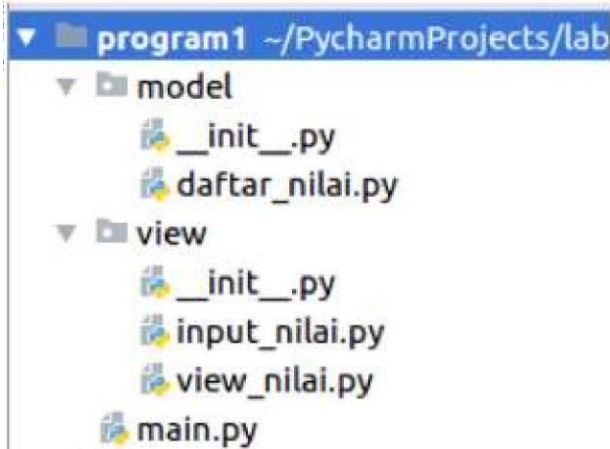 program1 ~/PycharmProjects/lab
model
__init__.py
daftar_nilai.py
view
__init__.py
input_nilai.py
view_nilai.py
main.py